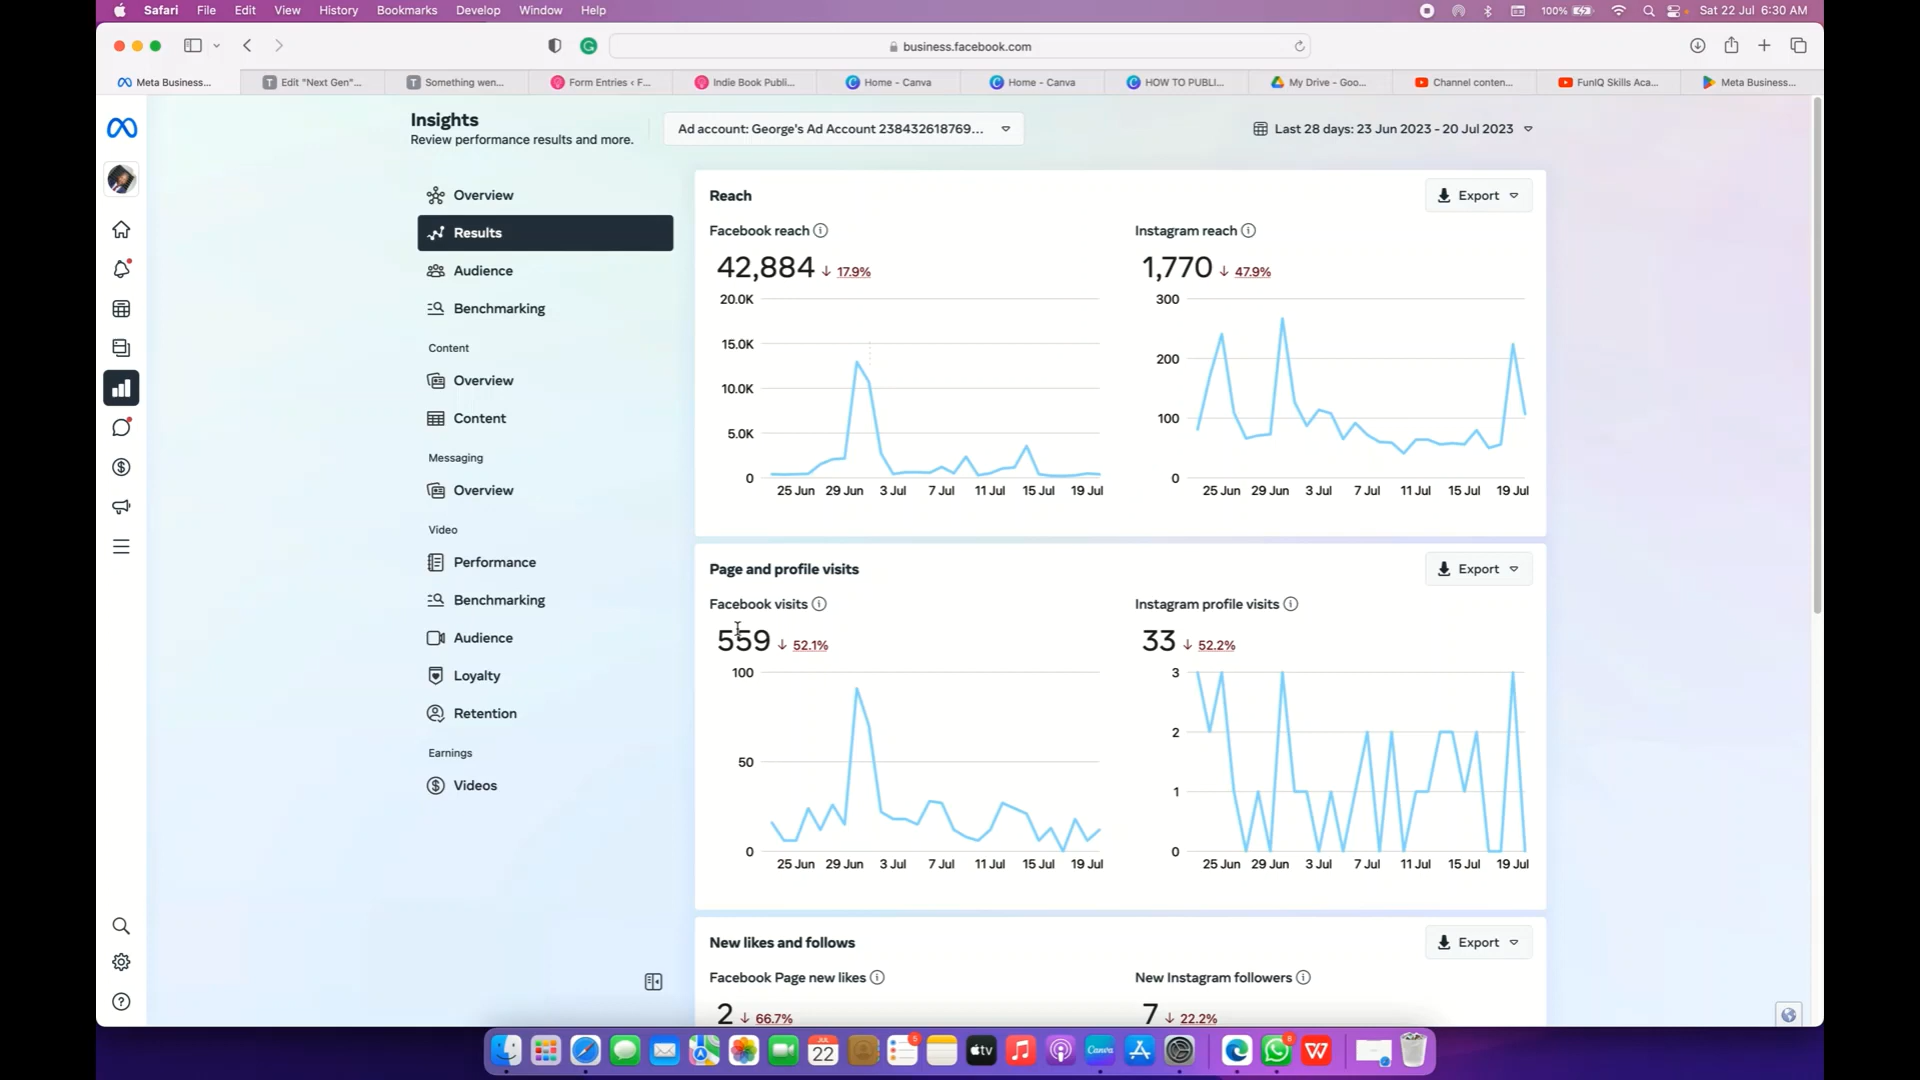 Safari File Edit View History Bookmarks Develop Window Help 100% Sat 22 Jul 6:30 AM
business.facebook.com
Meta Business... Edit "Next Gen"... Something wen... Form Entries ‹ F... Indie Book Publi... Home - Canva Home - Canva HOW TO PUBLI... My Drive - Goo... Channel conten... FunIQ Skills Aca... Meta Business...
Insights
Review performance results and more.
Ad account: George's Ad Account 238432618769...
Last 28 days: 23 Jun 2023 - 20 Jul 2023
Overview
Results
Audience
Benchmarking
Content
Overview
Content
Messaging
Overview
Video
Performance
Benchmarking
Audience
Loyalty
Retention
Earnings
Videos
Reach
Export
Facebook reach
42,884 ↓ 17.9%
20.0K
15.0K
10.0K
5.0K
0
25 Jun 29 Jun 3 Jul 7 Jul 11 Jul 15 Jul 19 Jul
Instagram reach
1,770 ↓ 47.9%
300
200
100
0
25 Jun 29 Jun 3 Jul 7 Jul 11 Jul 15 Jul 19 Jul
Page and profile visits
Export
Facebook visits
559 ↓ 52.1%
100
50
0
25 Jun 29 Jun 3 Jul 7 Jul 11 Jul 15 Jul 19 Jul
Instagram profile visits
33 ↓ 52.2%
3
2
1
0
25 Jun 29 Jun 3 Jul 7 Jul 11 Jul 15 Jul 19 Jul
New likes and follows
Export
Facebook Page new likes
2 ↓ 66.7%
New Instagram followers
7 ↓ 22.2%
JUL
22
5
tv
Canva
8
W